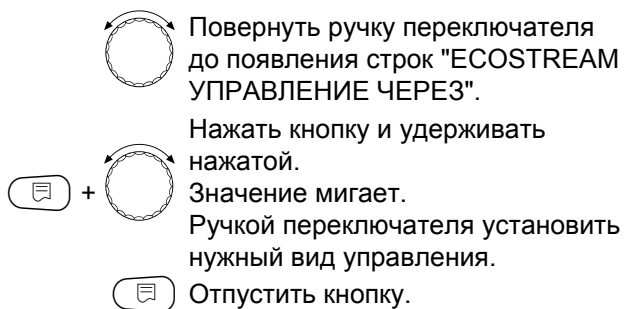 Повернуть ручку переключателя
до появления строк "ECOSTREAM
УПРАВЛЕНИЕ ЧЕРЕЗ".
Нажать кнопку и удерживать
нажатой.
+
Значение мигает.
Ручкой переключателя установить
нужный вид управления.
Отпустить кнопку.